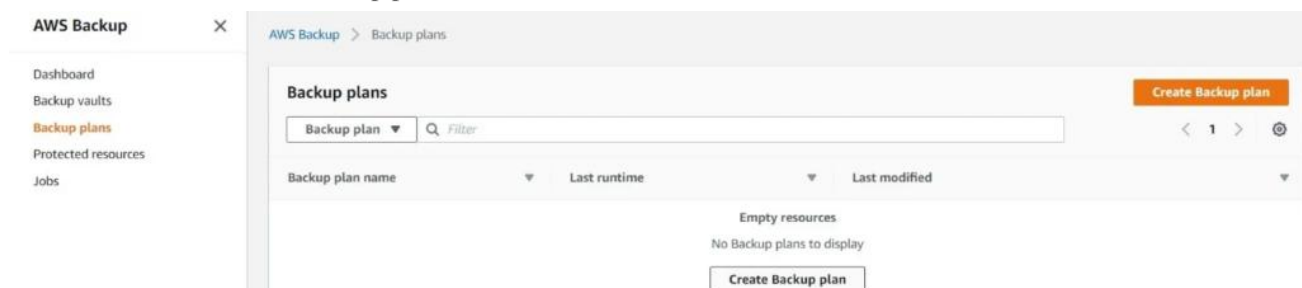 AWS Backup
AWS Backup > Backup plans
Dashboard
Backup vaults
Backup plans
Protected resources
Jobs
Backup plans
Create Backup plan
Backup plan
Filter
< 1 >
Backup plan name Last runtime Last modified
Empty resources
No Backup plans to display
Create Backup plan